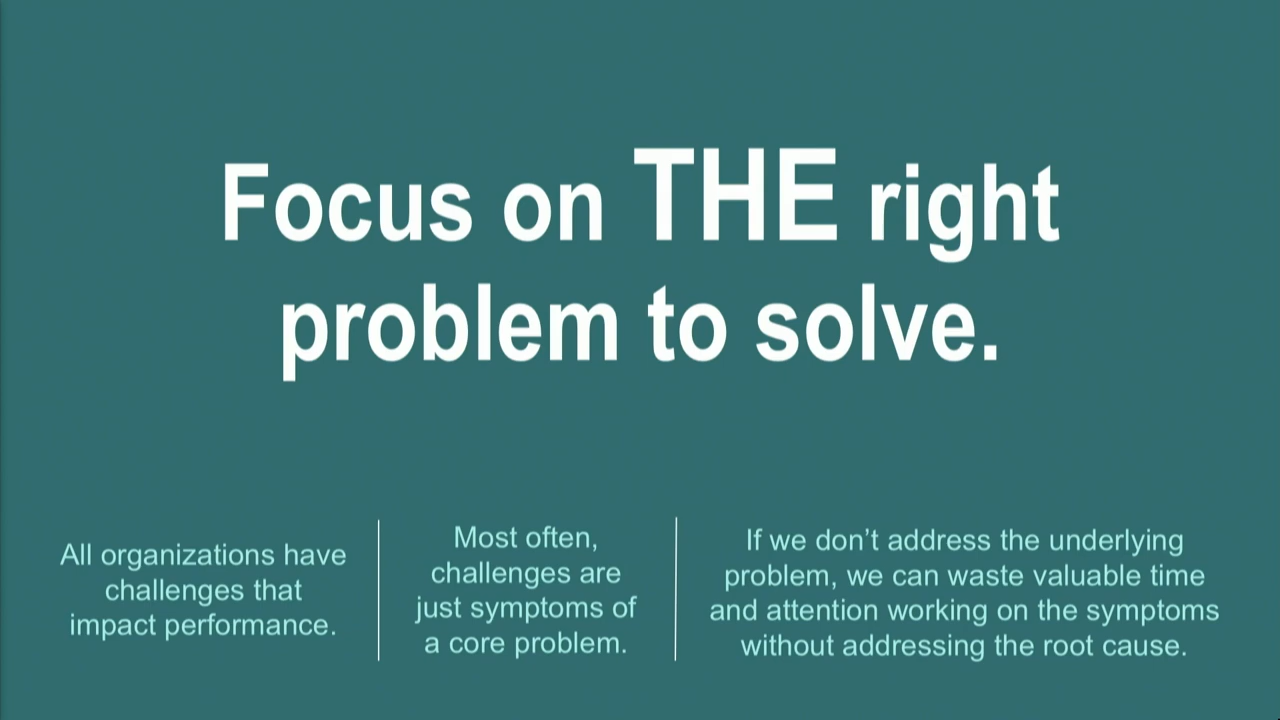 Focus on THE right
problem to solve.
All organizations have
challenges that
impact performance.
Most often,
challenges are
just symptoms of
a core problem.
If we don’t address the underlying
problem, we can waste valuable time
and attention working on the symptoms
without addressing the root cause.